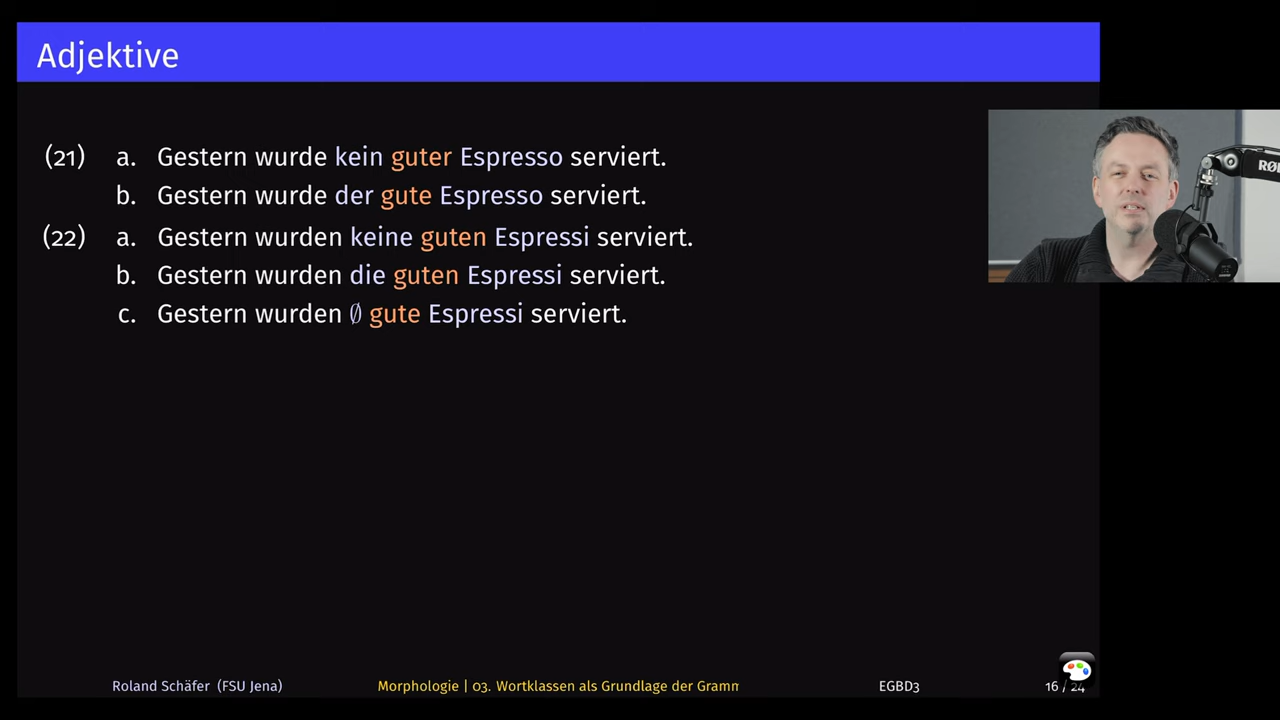 Adjektive
(21) a. Gestern wurde kein guter Espresso serviert.
b. Gestern wurde der gute Espresso serviert.
(22) a. Gestern wurden keine guten Espressi serviert.
b. Gestern wurden die guten Espressi serviert.
c. Gestern wurden ∅ gute Espressi serviert.
Roland Schäfer (FSU Jena) Morphologie | 03. Wortklassen als Grundlage der Gramm EGBD3 16 / 24